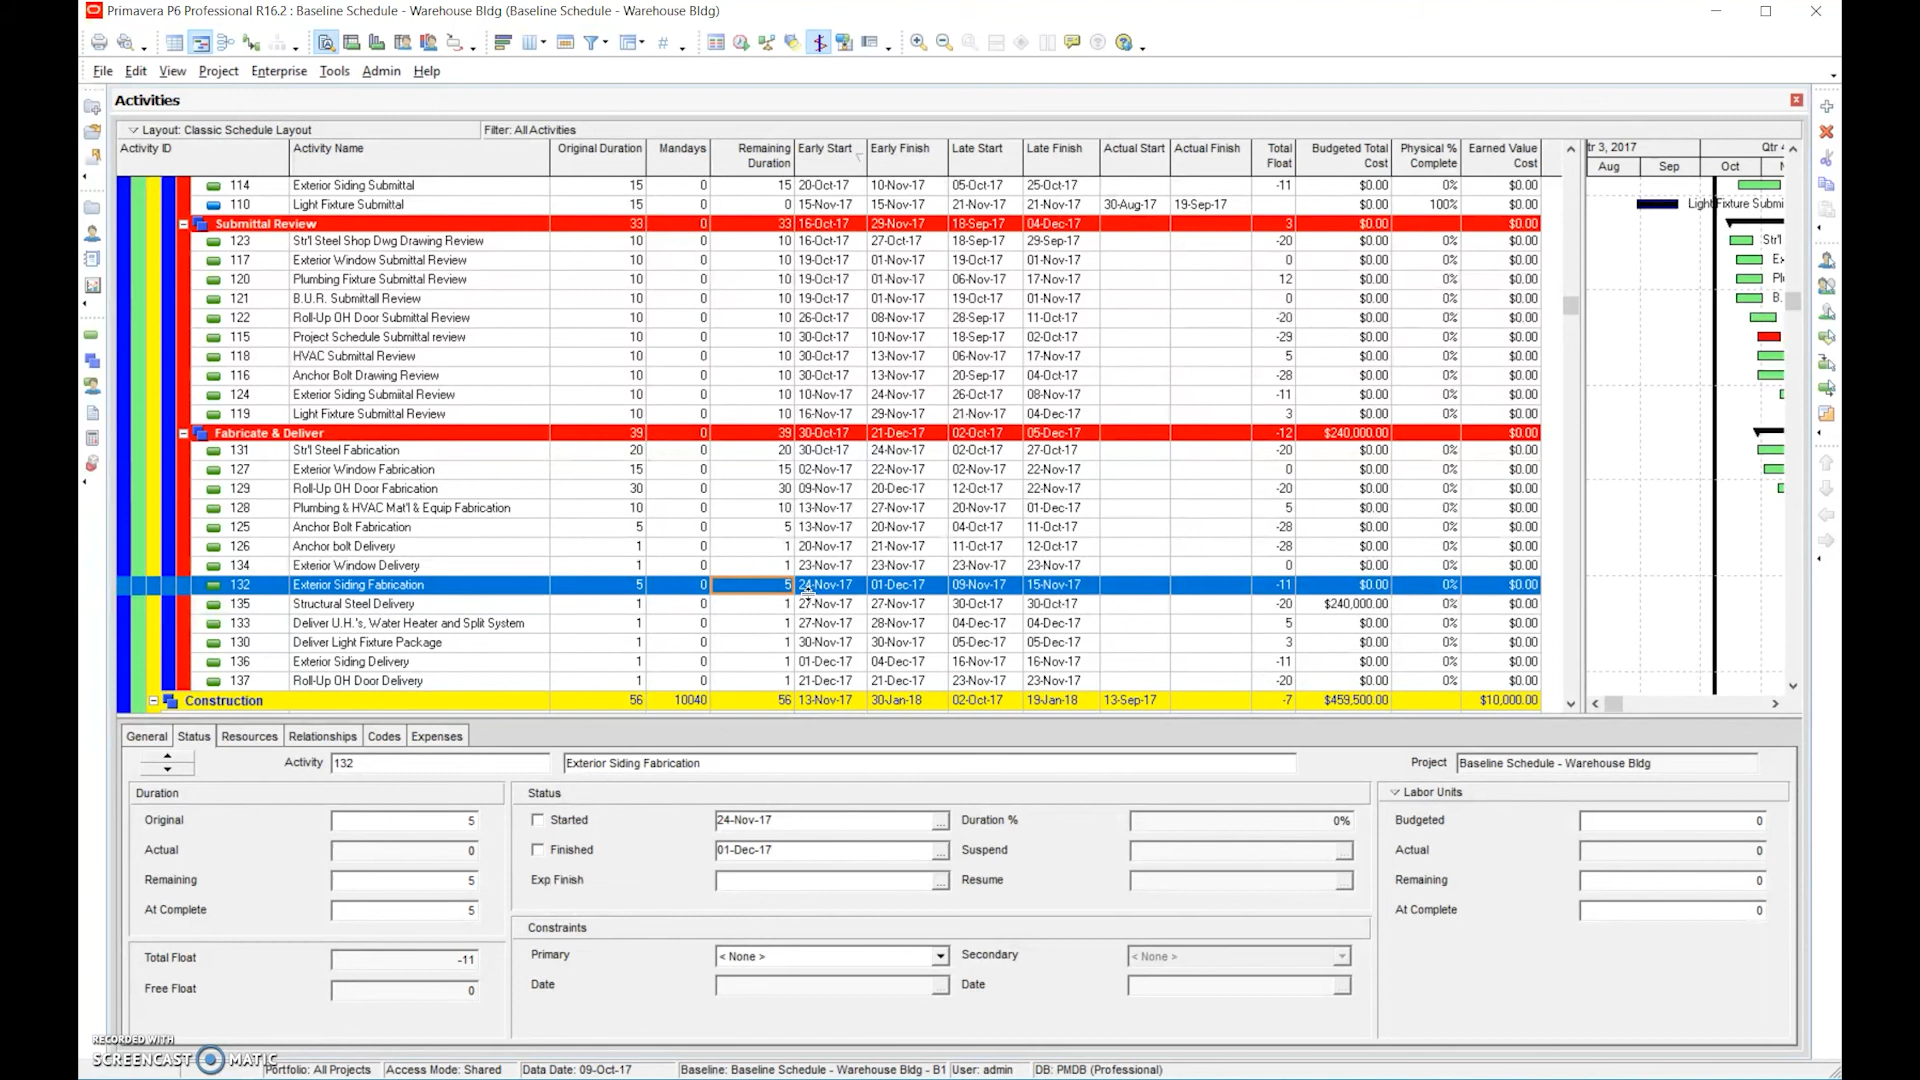 Primavera P6 Professional R16.2 : Baseline Schedule - Warehouse Bldg (Baseline Schedule - Warehouse Bldg)
File Edit View Project Enterprise Tools Admin Help
Activities
Layout: Classic Schedule Layout Filter: All Activities
Activity ID Activity Name Original Duration Mandays Remaining Duration Early Start Early Finish Late Start Late Finish Actual Start Actual Finish Total Float Budgeted Total Cost Physical % Complete Earned Value Cost tr 3, 2017 Qtr 4
Aug Sep Oct
114 Exterior Siding Submittal 15 0 15 20-Oct-17 10-Nov-17 05-Oct-17 25-Oct-17 -11 $0.00 0% $0.00
110 Light Fixture Submittal 15 0 0 15-Nov-17 15-Nov-17 21-Nov-17 21-Nov-17 30-Aug-17 19-Sep-17 $0.00 100% $0.00 Light Fixture Submi
Submittal Review 33 0 33 16-Oct-17 29-Nov-17 18-Sep-17 04-Dec-17 3 $0.00 $0.00
123 Str'l Steel Shop Dwg Drawing Review 10 0 10 16-Oct-17 27-Oct-17 18-Sep-17 29-Sep-17 -20 $0.00 0% $0.00 Str'l
117 Exterior Window Submittal Review 10 0 10 19-Oct-17 01-Nov-17 19-Oct-17 01-Nov-17 0 $0.00 0% $0.00 Ex
120 Plumbing Fixture Submittal Review 10 0 10 19-Oct-17 01-Nov-17 06-Nov-17 17-Nov-17 12 $0.00 0% $0.00 Pl
121 B.U.R. Submittall Review 10 0 10 19-Oct-17 01-Nov-17 19-Oct-17 01-Nov-17 0 $0.00 0% $0.00 B.
122 Roll-Up OH Door Submittal Review 10 0 10 26-Oct-17 08-Nov-17 28-Sep-17 11-Oct-17 -20 $0.00 0% $0.00
115 Project Schedule Submittal review 10 0 10 30-Oct-17 10-Nov-17 18-Sep-17 02-Oct-17 -29 $0.00 0% $0.00
118 HVAC Submittal Review 10 0 10 30-Oct-17 13-Nov-17 06-Nov-17 17-Nov-17 5 $0.00 0% $0.00
116 Anchor Bolt Drawing Review 10 0 10 30-Oct-17 13-Nov-17 20-Sep-17 04-Oct-17 -28 $0.00 0% $0.00
124 Exterior Siding Submittal Review 10 0 10 10-Nov-17 24-Nov-17 26-Oct-17 08-Nov-17 -11 $0.00 0% $0.00
119 Light Fixture Submittal Review 10 0 10 16-Nov-17 29-Nov-17 21-Nov-17 04-Dec-17 3 $0.00 0% $0.00
Fabricate & Deliver 39 0 39 30-Oct-17 21-Dec-17 02-Oct-17 05-Dec-17 -12 $240,000.00 $0.00
131 Str'l Steel Fabrication 20 0 20 30-Oct-17 24-Nov-17 02-Oct-17 27-Oct-17 -20 $0.00 0% $0.00
127 Exterior Window Fabrication 15 0 15 02-Nov-17 22-Nov-17 02-Nov-17 22-Nov-17 0 $0.00 0% $0.00
129 Roll-Up OH Door Fabrication 30 0 30 09-Nov-17 20-Dec-17 12-Oct-17 22-Nov-17 -20 $0.00 0% $0.00
128 Plumbing & HVAC Mat'l & Equip Fabrication 10 0 10 13-Nov-17 27-Nov-17 20-Nov-17 01-Dec-17 5 $0.00 0% $0.00
125 Anchor Bolt Fabrication 5 0 5 13-Nov-17 20-Nov-17 04-Oct-17 11-Oct-17 -28 $0.00 0% $0.00
126 Anchor bolt Delivery 1 0 1 20-Nov-17 21-Nov-17 11-Oct-17 12-Oct-17 -28 $0.00 0% $0.00
134 Exterior Window Delivery 1 0 1 23-Nov-17 23-Nov-17 23-Nov-17 23-Nov-17 0 $0.00 0% $0.00
132 Exterior Siding Fabrication 5 0 5 24-Nov-17 01-Dec-17 09-Nov-17 15-Nov-17 -11 $0.00 0% $0.00
135 Structural Steel Delivery 1 0 1 27-Nov-17 27-Nov-17 30-Oct-17 30-Oct-17 -20 $240,000.00 0% $0.00
133 Deliver U.H.'s, Water Heater and Split System 1 0 1 27-Nov-17 28-Nov-17 04-Dec-17 04-Dec-17 5 $0.00 0% $0.00
130 Deliver Light Fixture Package 1 0 1 30-Nov-17 30-Nov-17 05-Dec-17 05-Dec-17 3 $0.00 0% $0.00
136 Exterior Siding Delivery 1 0 1 01-Dec-17 04-Dec-17 16-Nov-17 16-Nov-17 -11 $0.00 0% $0.00
137 Roll-Up OH Door Delivery 1 0 1 21-Dec-17 21-Dec-17 23-Nov-17 23-Nov-17 -20 $0.00 0% $0.00
Construction 56 10040 56 13-Nov-17 30-Jan-18 02-Oct-17 19-Jan-18 13-Sep-17 -7 $459,500.00 $10,000.00
General Status Resources Relationships Codes Expenses
Activity 132 Exterior Siding Fabrication Project Baseline Schedule - Warehouse Bldg
Duration Status Labor Units
Original 5 Started 24-Nov-17 ... Duration % 0% Budgeted 0
Actual 0 Finished 01-Dec-17 ... Suspend ... Actual 0
Remaining 5 Exp Finish ... Resume ... Remaining 0
At Complete 5 At Complete 0
Constraints
Total Float -11 Primary < None > Secondary < None >
Free Float 0 Date ... Date ...
RECORDED WITH
SCREENCAST MATIC
Portfolio: All Projects Access Mode: Shared Data Date: 09-Oct-17 Baseline: Baseline Schedule - Warehouse Bldg - B1 User: admin DB: PMDB (Professional)